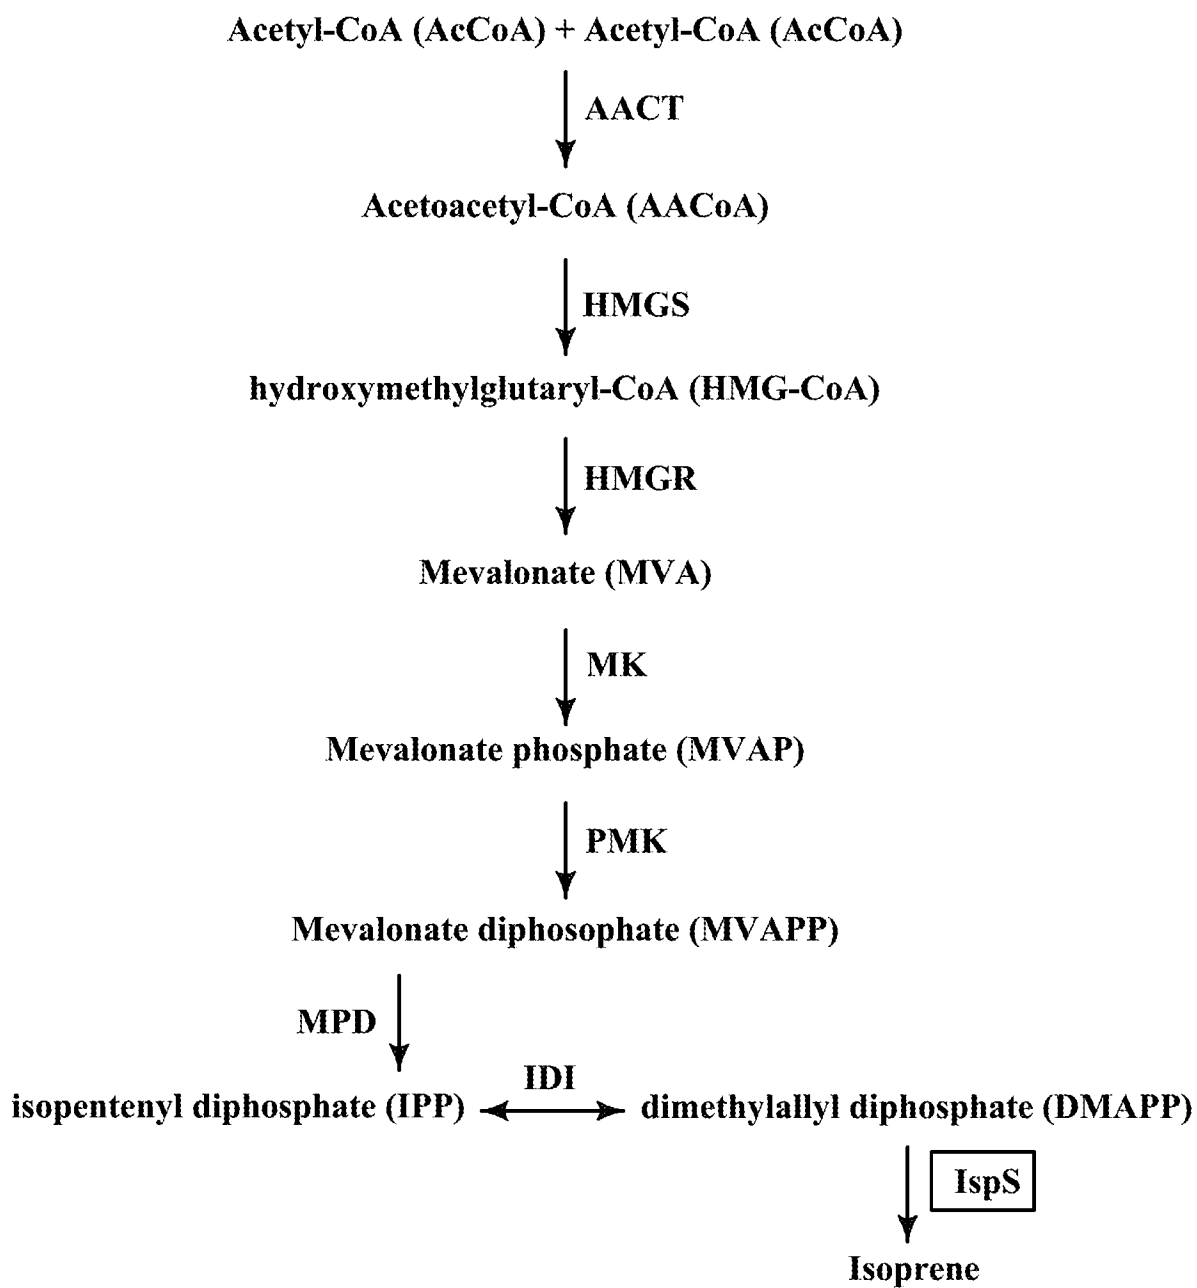 Acetyl-CoA (AcCoA) + Acetyl-CoA (AcCoA)
AACT
Acetoacetyl-CoA (AACoA)
HMGS
hydroxymethylglutaryl-CoA (HMG-CoA)
HMGR
Mevalonate (MVA)
MK
Mevalonate phosphate (MVAP)
PMK
Mevalonate diphosophate (MVAPP)
MPD
IDI
isopentenyl diphosphate (IPP) dimethylallyl diphosphate (DMAPP)
IspS
Isoprene